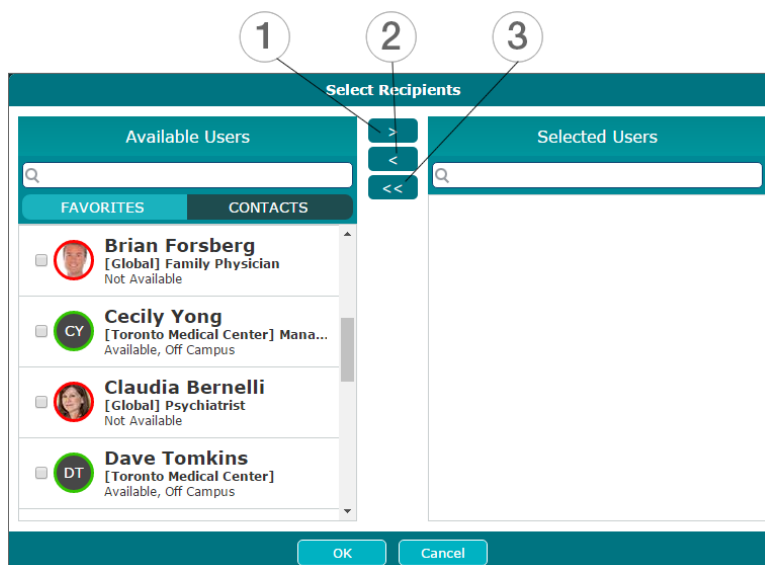 1 2 3
Select Recipients
Available Users
>
Selected Users
<
<<
FAVORITES CONTACTS
Brian Forsberg
[Global] Family Physician
Not Available
CY
Cecily Yong
[Toronto Medical Center] Mana...
Available, Off Campus
Claudia Bernelli
[Global] Psychiatrist
Not Available
DT
Dave Tomkins
[Toronto Medical Center]
Available, Off Campus
OK Cancel